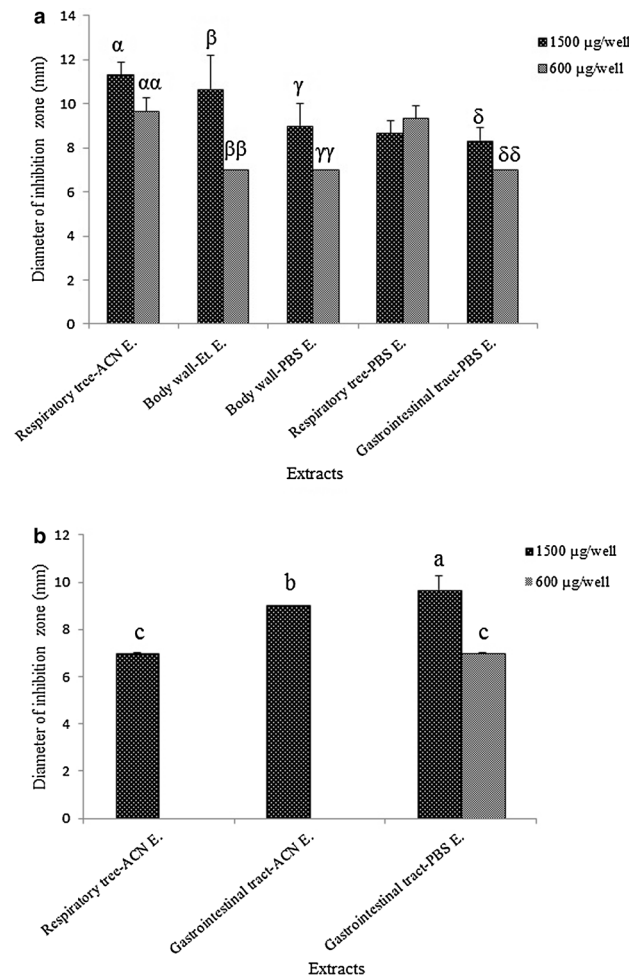 a
Diameter of inhibition zone (mm)
14
12
10
8
6
4
2
0
α
αα
β
ββ
γ
γγ
δ
δδ
1500 µg/well
600 µg/well
Respiratory tree-ACN E.
Body wall-Et. E.
Body wall-PBS E.
Respiratory tree-PBS E.
Gastrointestinal tract-PBS E.
Extracts
b
Diameter of inhibition zone (mm)
12
10
8
6
4
2
0
c
b
a
c
1500 µg/well
600 µg/well
Respiratory tree-ACN E.
Gastrointestinal tract-ACN E.
Gastrointestinal tract-PBS E.
Extracts